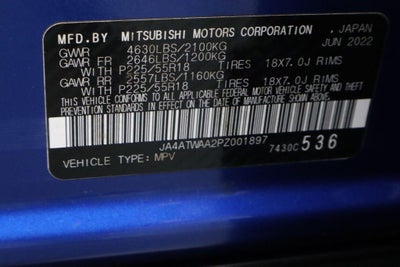 MFD.BY MITSUBISHI MOTORS CORPORATION , JAPAN
GVWR 4630LBS/2100KG JUN 2022
GAWR FR 2646LBS/1200KG
WITH P225/55R18 TIRES 18X7.0J RIMS
GAWR RR 2557LBS/1160KG
WITH P225/55R18 TIRES 18X7.0J RIMS
THIS VEHICLE CONFORMS TO ALL APPLICABLE FEDERAL MOTOR VEHICLE SAFETY, BUMPER, AND THEFT
PREVENTION STANDARDS IN EFFECT ON THE DATE OF MANUFACTURE SHOWN ABOVE.
JA4ATWAA2PZ001897
VEHICLE TYPE: MPV 7430C 536